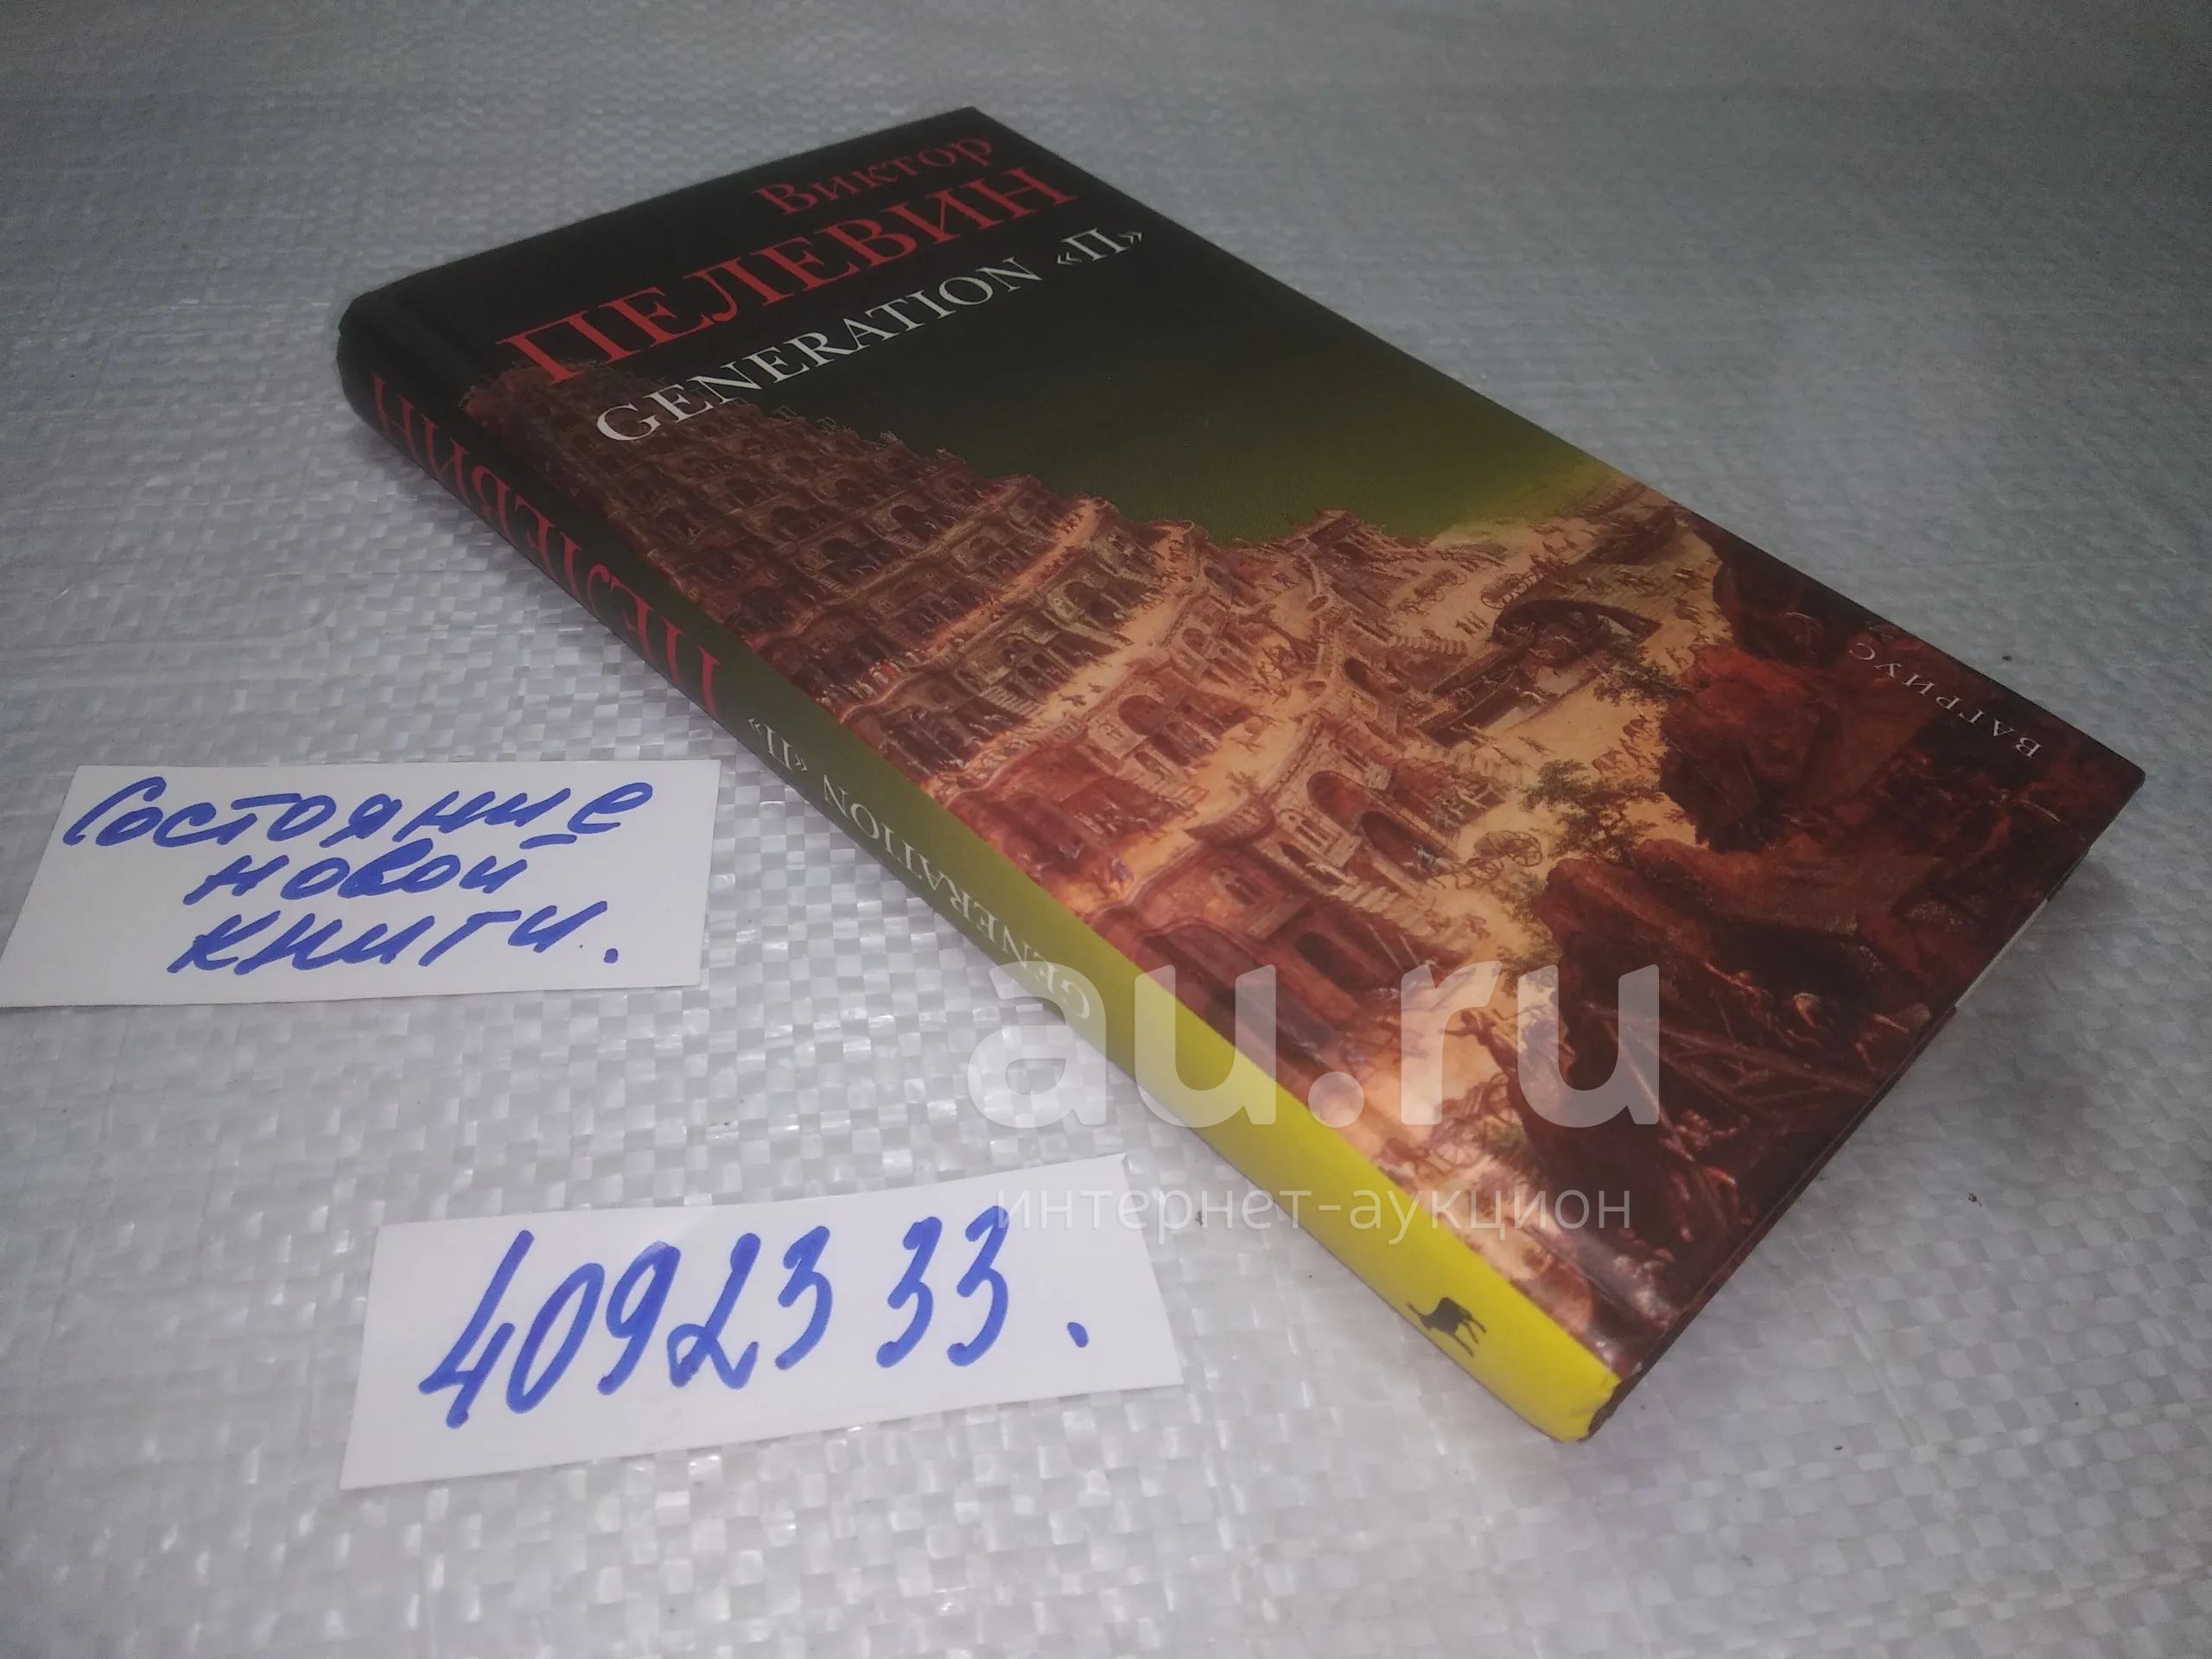 Виктор
ПЕЛЕВИН
GENERATION «П»
ВАГРИУС
ПЕЛЕВИН
GENERATION «П»
Состояние
новой
книги.
4092333.
au.ru
интернет-аукцион